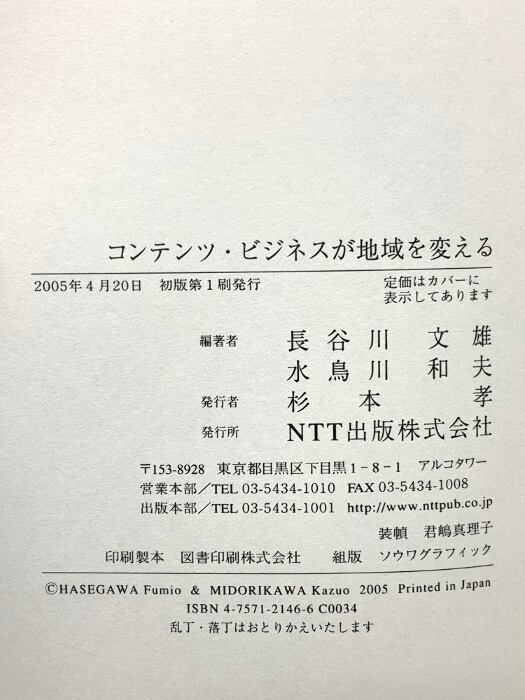 コンテンツ・ビジネスが地域を変える
2005年4月20日 初版第1刷発行
定価はカバーに
表示してあります
編著者 長谷川 文雄
水鳥川 和夫
発行者 杉本 孝
発行所 NTT出版株式会社
〒153-8928 東京都目黒区下目黒1-8-1 アルコタワー
営業本部/TEL 03-5434-1010 FAX 03-5434-1008
出版本部/TEL 03-5434-1001 http://www.nttpub.co.jp
装幀 君嶋真理子
印刷製本 図書印刷株式会社 組版 ソウワグラフィック
©HASEGAWA Fumio & MIDORIKAWA Kazuo 2005 Printed in Japan
ISBN 4-7571-2146-6 C0034
乱丁・落丁はおとりかえいたします